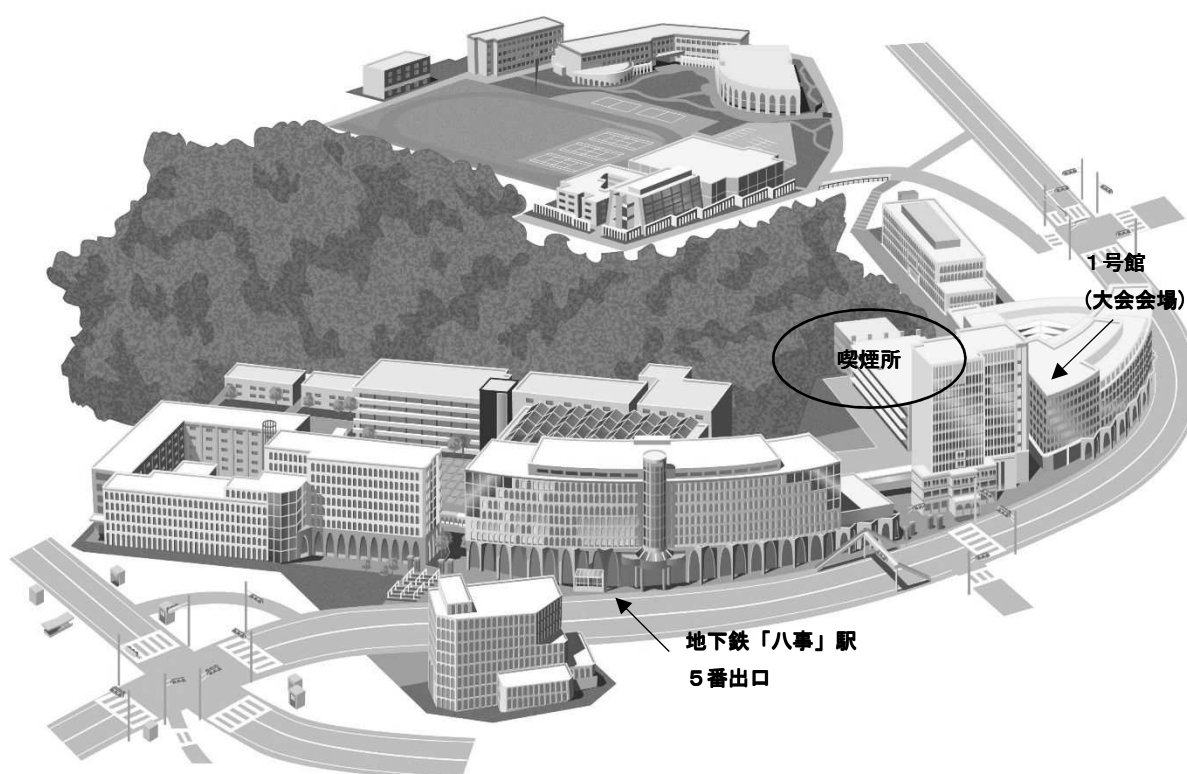 １号館
(大会会場)
喫煙所
地下鉄「八事」駅
５番出口